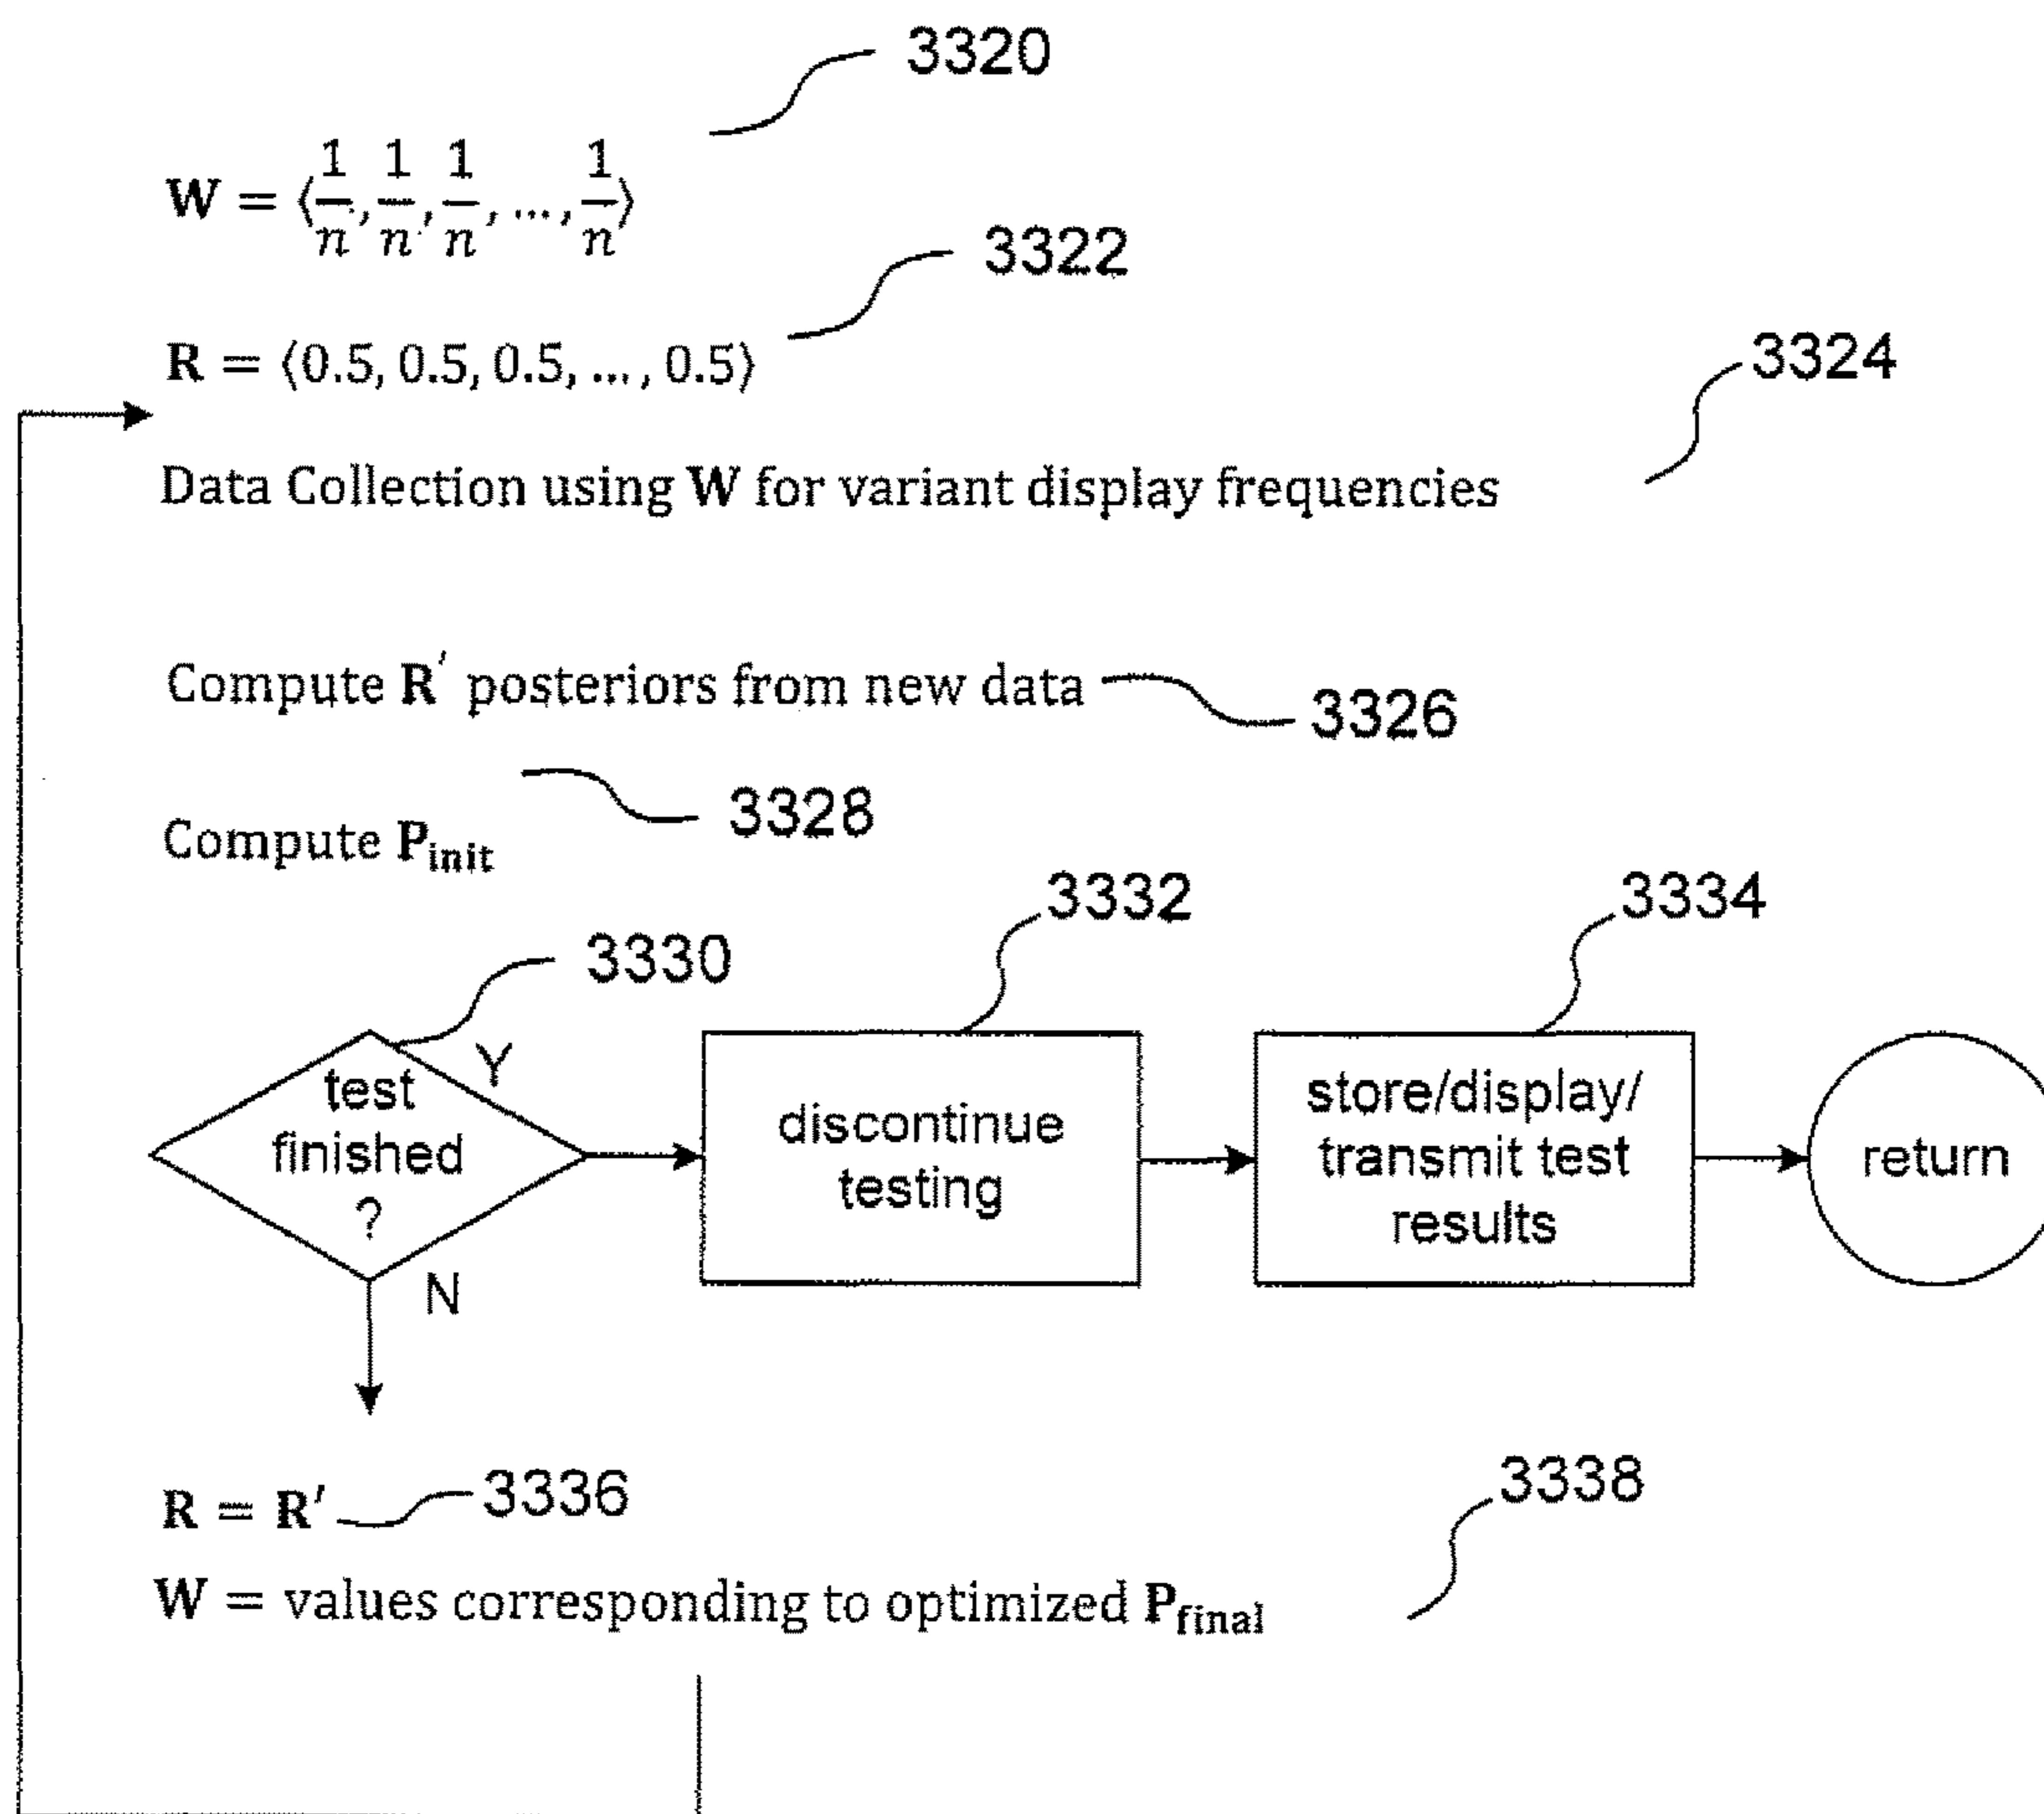 3320
W = ⟨1/n, 1/n, 1/n, ..., 1/n⟩
3322
R = ⟨0.5, 0.5, 0.5, ..., 0.5⟩
3324
Data Collection using W for variant display frequencies
Compute R′ posteriors from new data
3326
3328
Compute P_init
3332
3334
3330
Y
test
finished
?
N
discontinue
testing
store/display/
transmit test
results
return
R = R′
3336
3338
W = values corresponding to optimized P_final